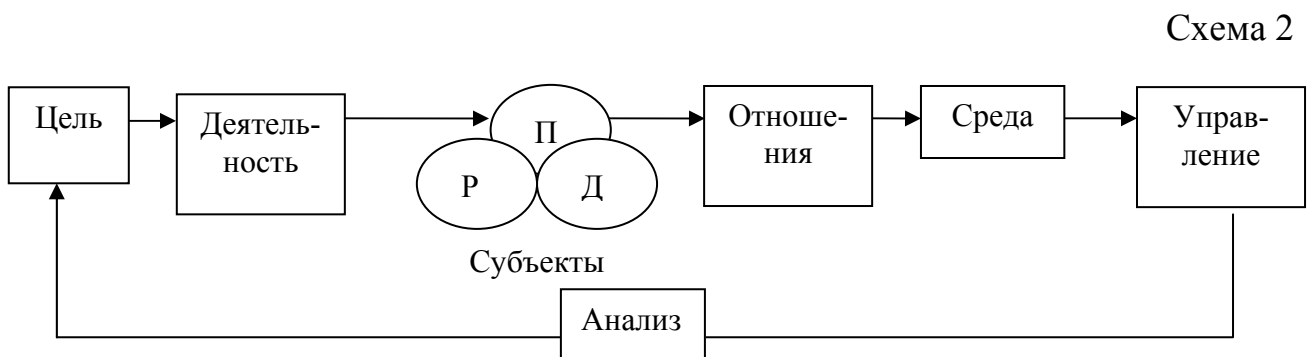 Схема 2
Цель
Деятель-
ность
П
Р
Д
Субъекты
Отноше-
ния
Среда
Управ-
ление
Анализ